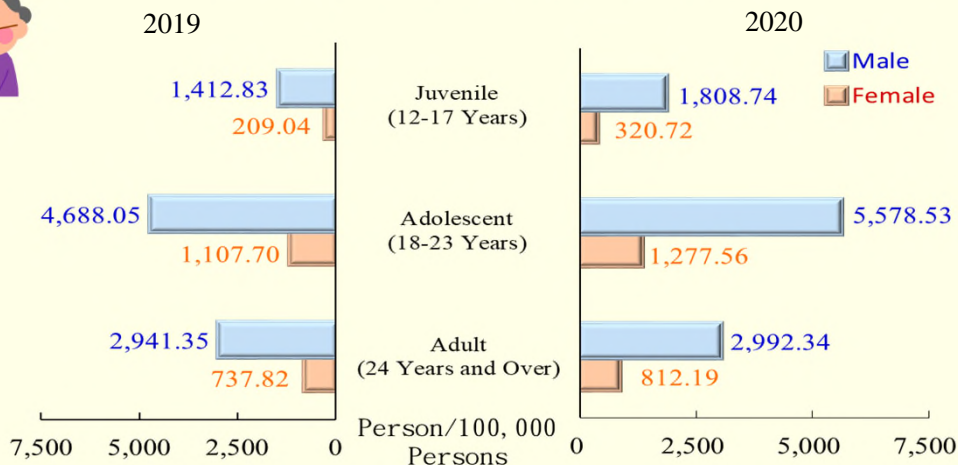 2019
2020
Male
Female
1,412.83
209.04
Juvenile
(12-17 Years)
1,808.74
320.72
4,688.05
1,107.70
Adolescent
(18-23 Years)
5,578.53
1,277.56
2,941.35
737.82
Adult
(24 Years and Over)
2,992.34
812.19
7,500 5,000 2,500 0
Person/100,000
Persons
0 2,500 5,000 7,500